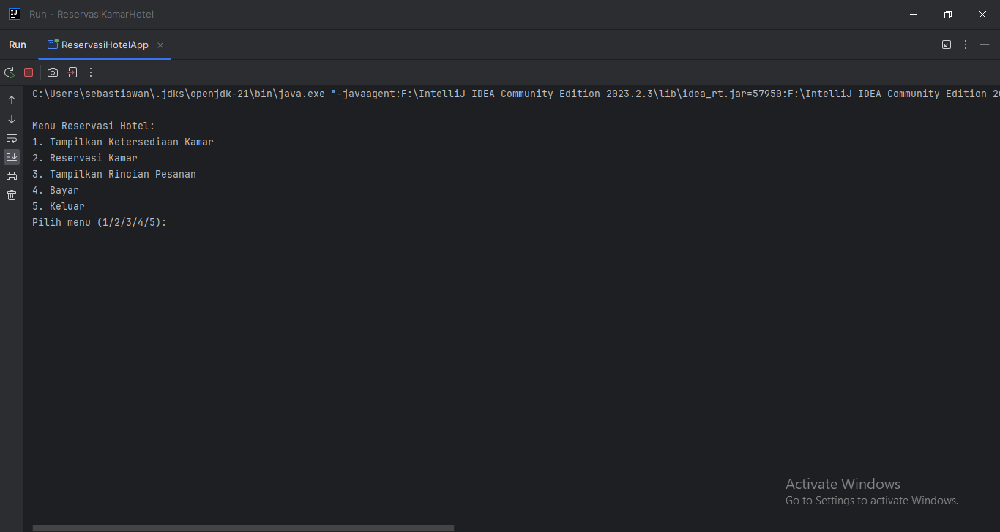 Run - ReservasiKamarHotel
Run ReservasiHotelApp
C:\Users\sebastiawan\.jdks\openjdk-21\bin\java.exe "-javaagent:F:\IntelliJ IDEA Community Edition 2023.2.3\lib\idea_rt.jar=57950:F:\IntelliJ IDEA Community Edition
Menu Reservasi Hotel:
1. Tampilkan Ketersediaan Kamar
2. Reservasi Kamar
3. Tampilkan Rincian Pesanan
4. Bayar
5. Keluar
Pilih menu (1/2/3/4/5):
Activate Windows
Go to Settings to activate Windows.